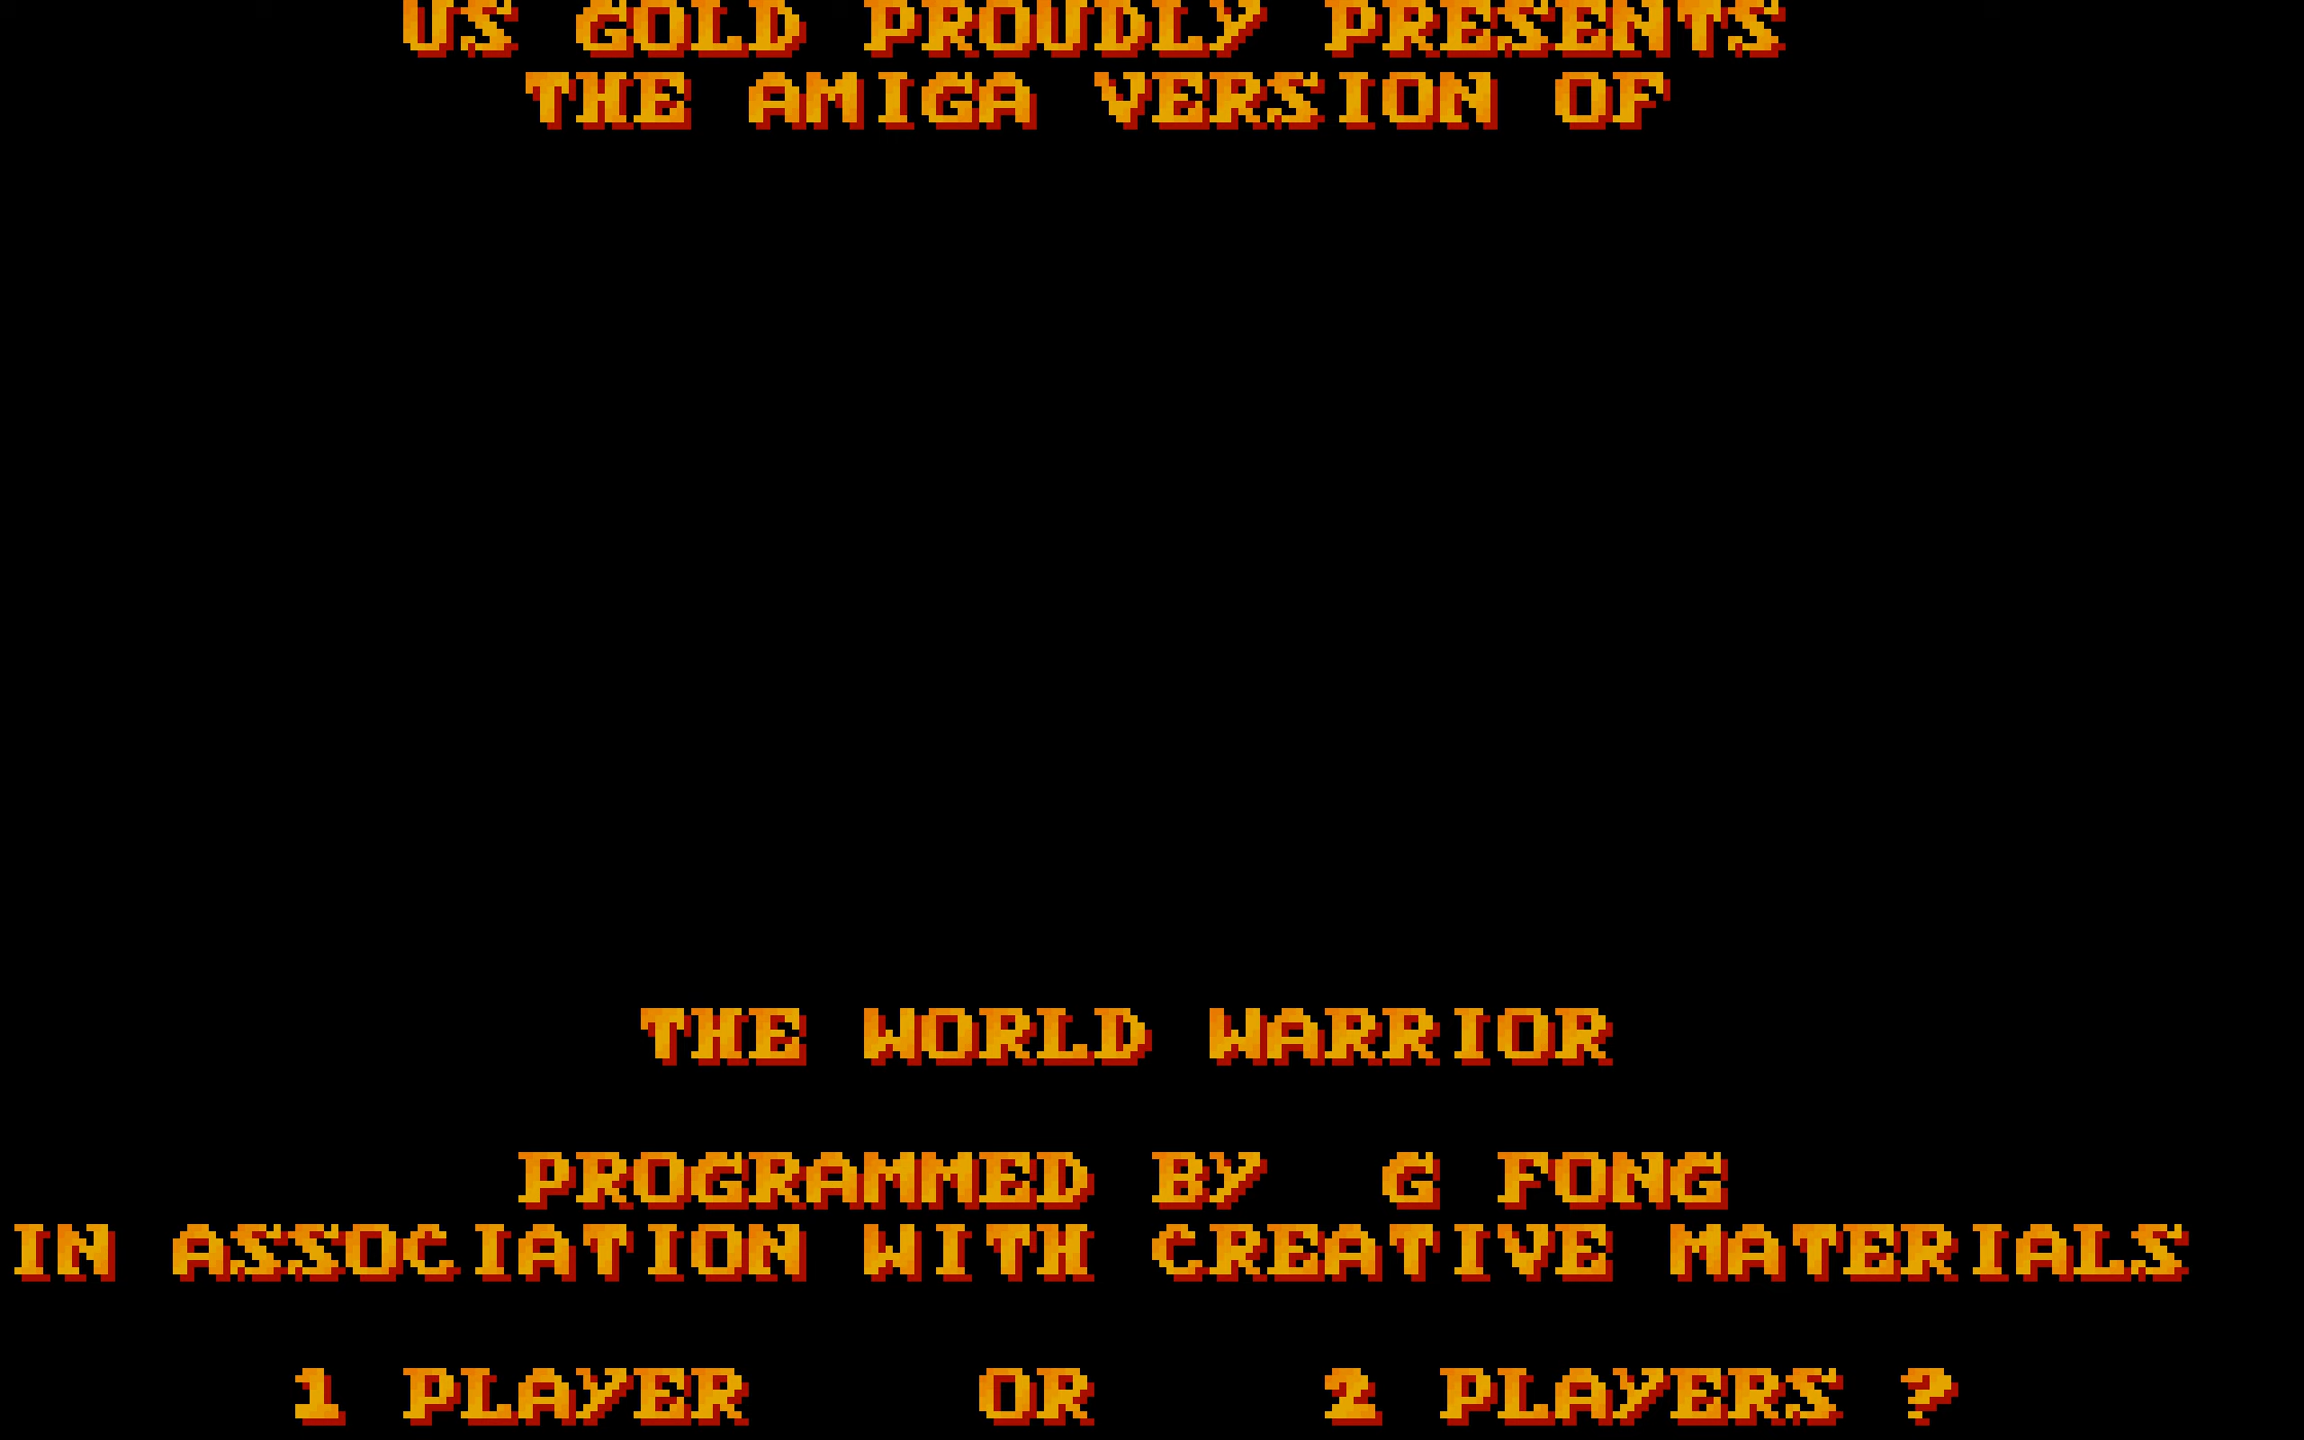 US GOLD PROUDLY PRESENTS
THE AMIGA VERSION OF
THE WORLD WARRIOR
PROGRAMMED BY G FONG
IN ASSOCIATION WITH CREATIVE MATERIALS
1 PLAYER OR 2 PLAYERS ?